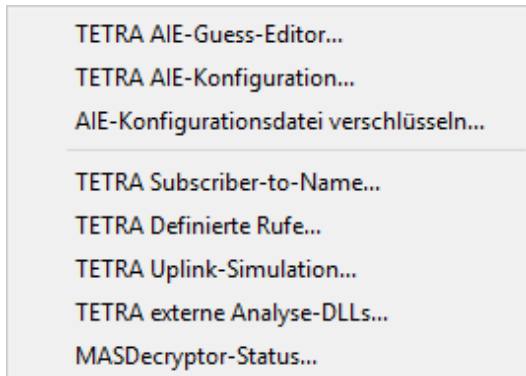 TETRA AIE-Guess-Editor...
TETRA AIE-Konfiguration...
AIE-Konfigurationsdatei verschlüsseln...
TETRA Subscriber-to-Name...
TETRA Definierte Rufe...
TETRA Uplink-Simulation...
TETRA externe Analyse-DLLs...
MASDecryptor-Status...